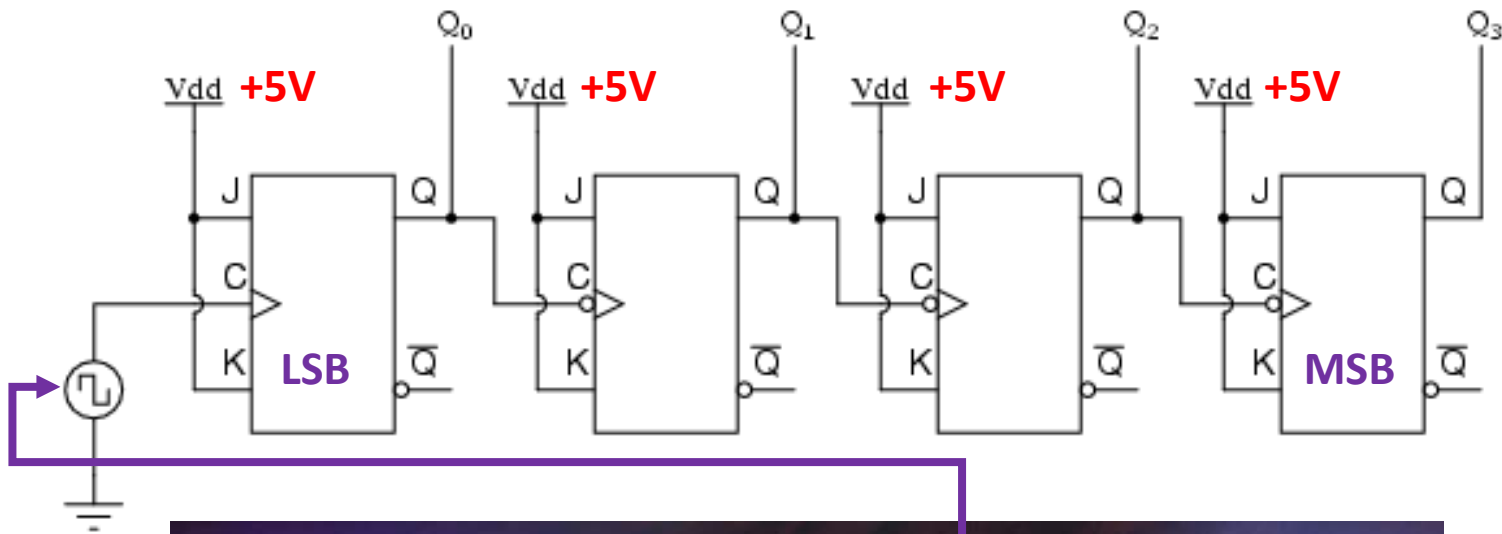 Q₀ Q₁ Q₂ Q₃
Vdd +5V Vdd +5V Vdd +5V Vdd +5V
J Q J Q J Q J Q
C C C C
K LSB Q̅ K Q̅ K Q̅ K MSB Q̅